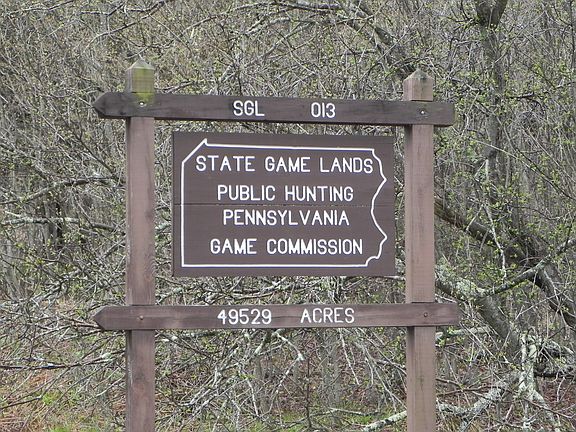 SGL 013
STATE GAME LANDS
PUBLIC HUNTING
PENNSYLVANIA
GAME COMMISSION
49529 ACRES